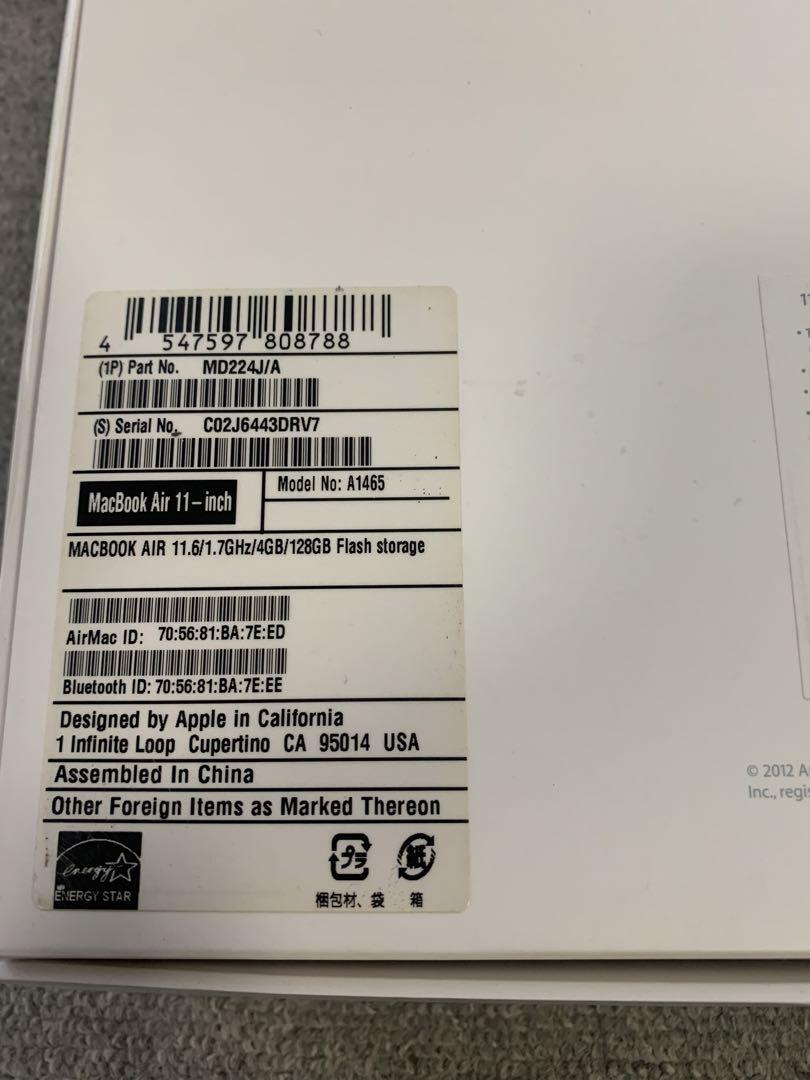 4 547597 808788
(1P) Part No. MD224J/A
(S) Serial No. C02J6443DRV7
MacBook Air 11-inch
Model No: A1465
MACBOOK AIR 11.6/1.7GHz/4GB/128GB Flash storage
AirMac ID: 70:56:81:BA:7E:ED
Bluetooth ID: 70:56:81:BA:7E:EE
Designed by Apple in California
1 Infinite Loop Cupertino CA 95014 USA
Assembled In China
Other Foreign Items as Marked Thereon
energy
ENERGY STAR
プラ 紙
梱包材、袋 箱
© 2012
Inc.,